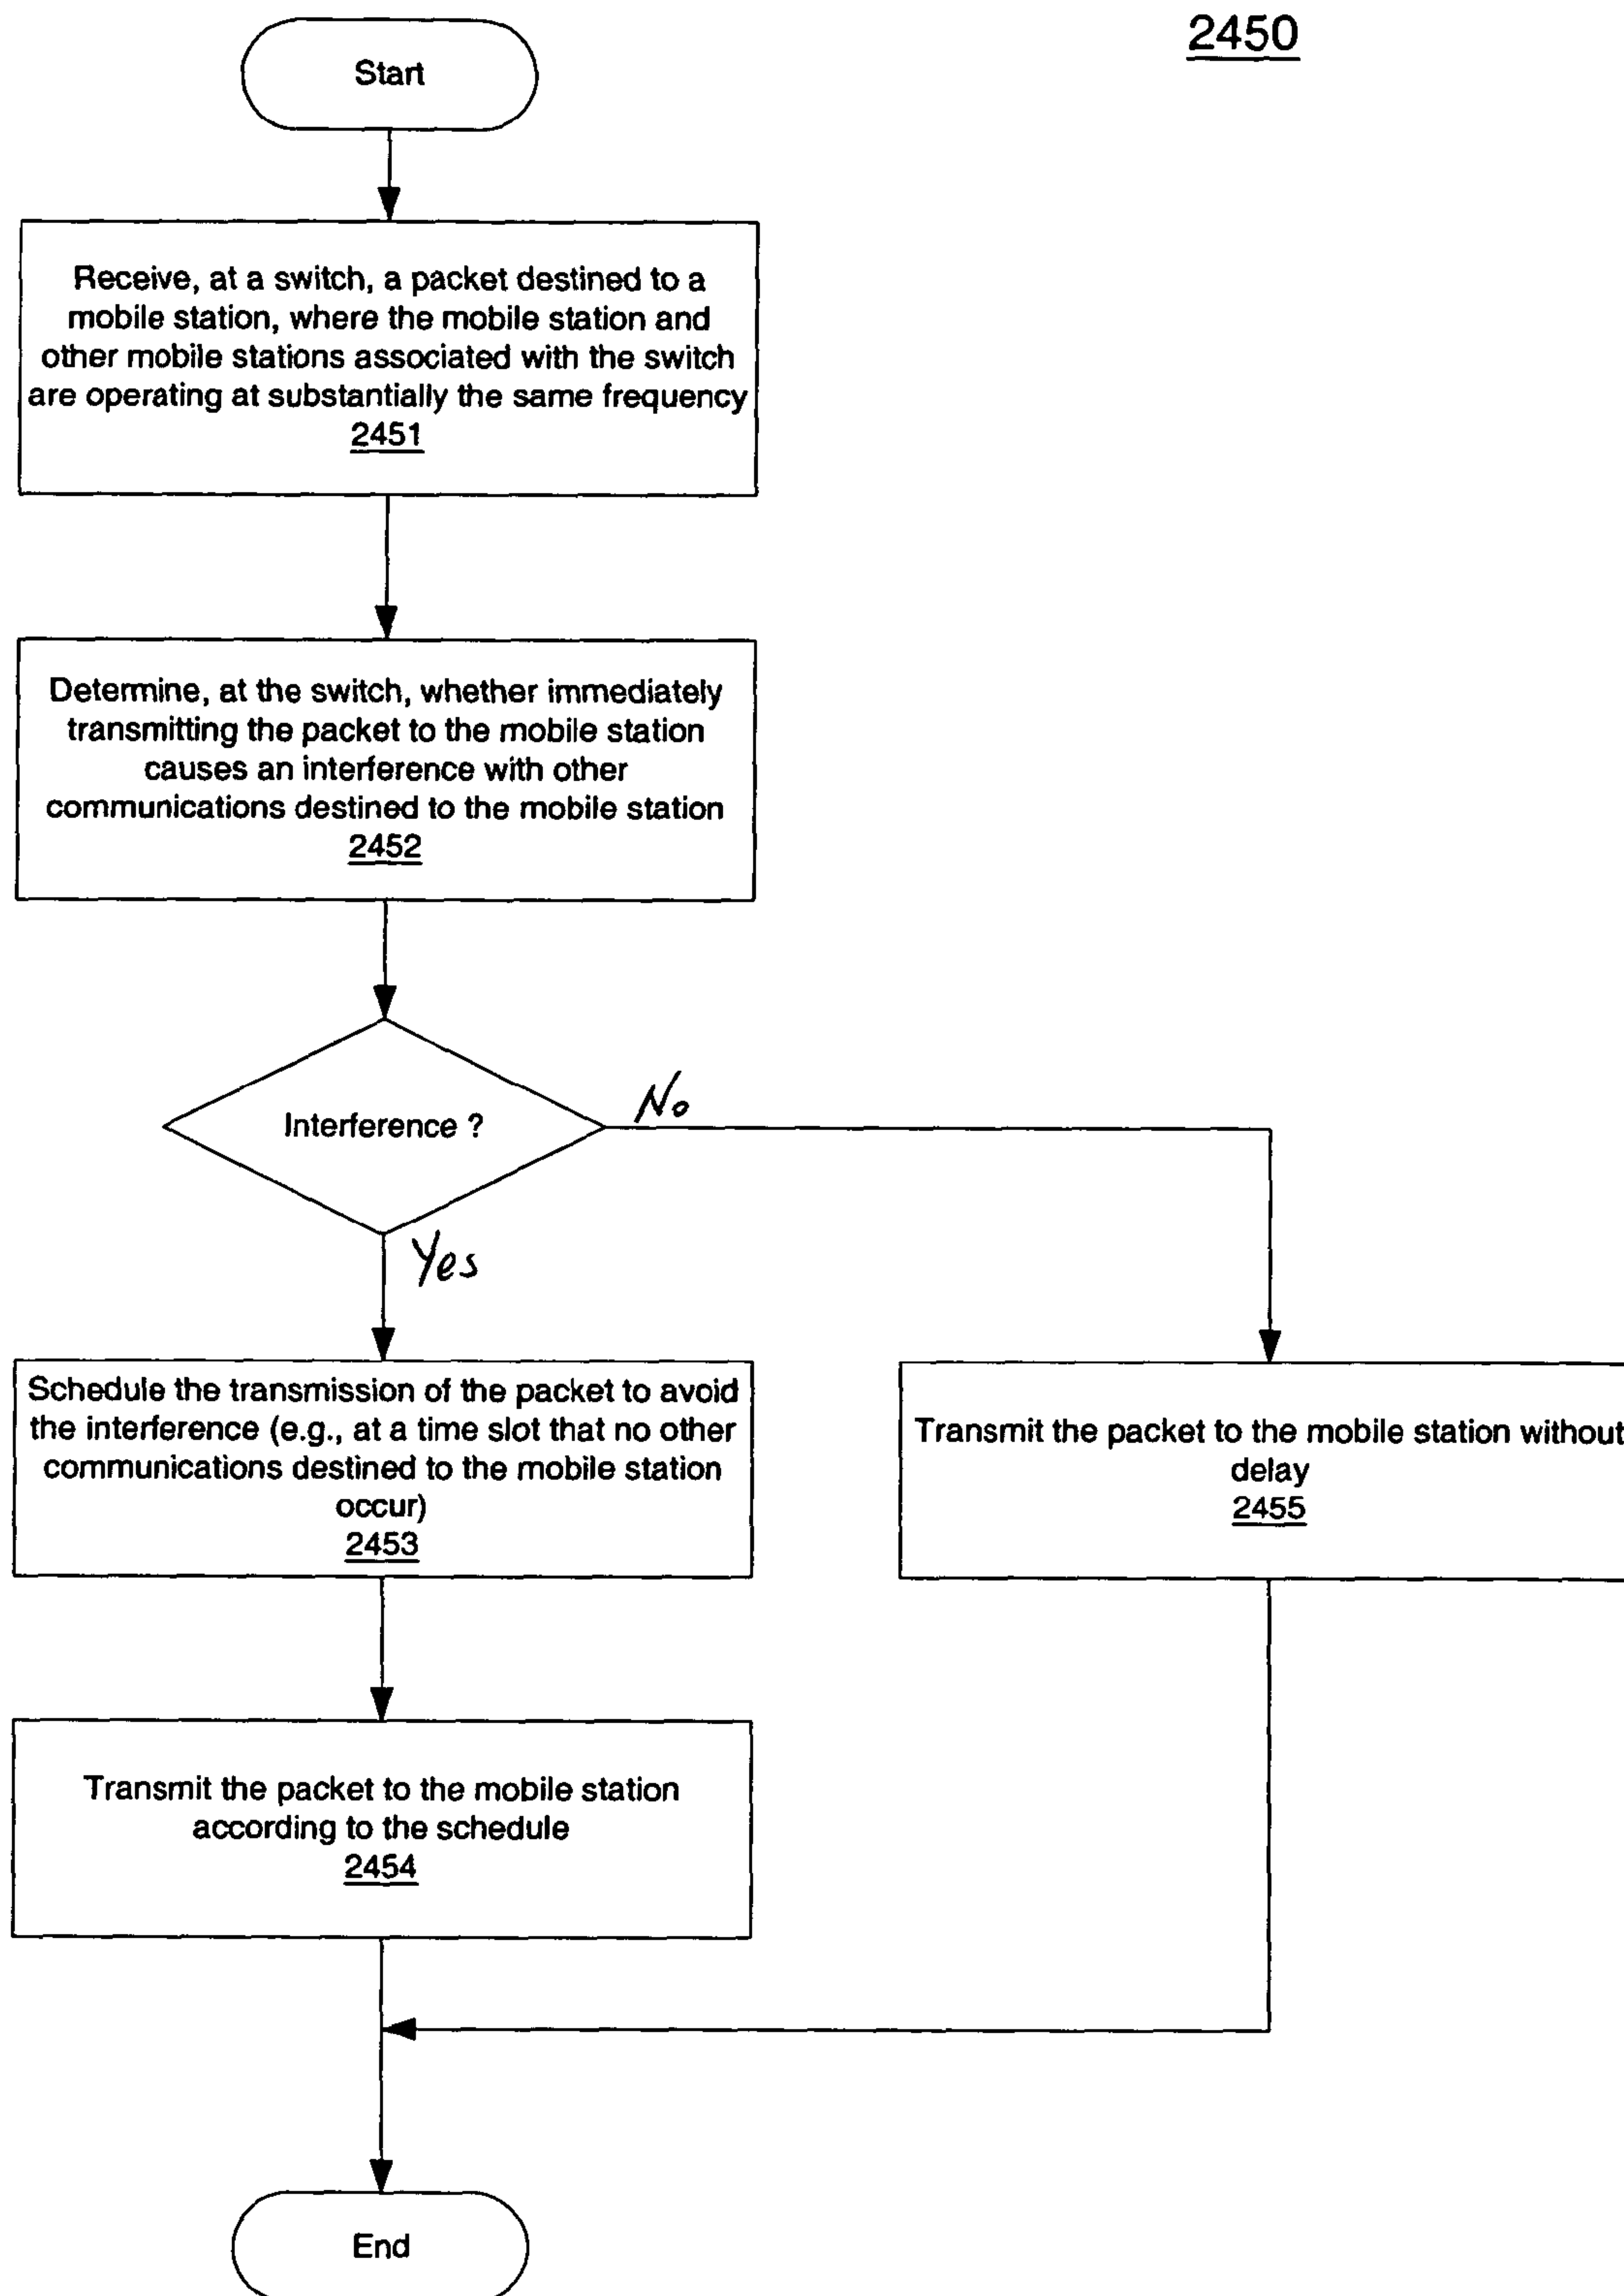 2450
Start
Receive, at a switch, a packet destined to a
mobile station, where the mobile station and
other mobile stations associated with the switch
are operating at substantially the same frequency
2451
Determine, at the switch, whether immediately
transmitting the packet to the mobile station
causes an interference with other
communications destined to the mobile station
2452
Interference ?
No
Yes
Schedule the transmission of the packet to avoid
the interference (e.g., at a time slot that no other
communications destined to the mobile station
occur)
2453
Transmit the packet to the mobile station without
delay
2455
Transmit the packet to the mobile station
according to the schedule
2454
End